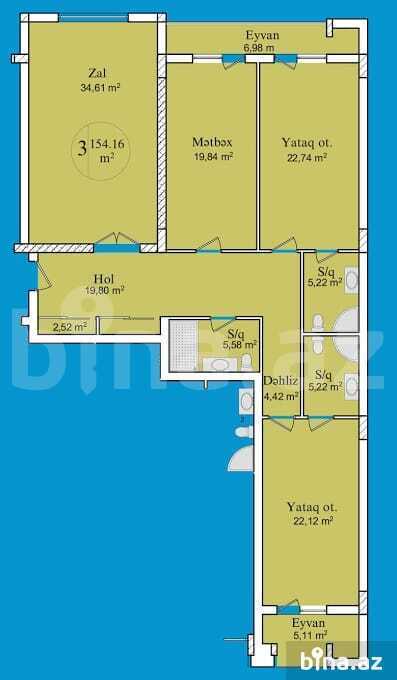 Eyvan
6,98 m
Zal
34,61 m²
3 154.16
m²
Mətbəx
19,84 m²
Yataq ot.
22,74 m²
Hol
19,80 m²
2,52 m²
S/q
5,22 m²
S/q
5,58 m²
S/q
5,22 m²
Dəhliz
4,42 m²
bina.az
Yataq ot.
22,12 m²
Eyvan
5,11 m²
bina.az